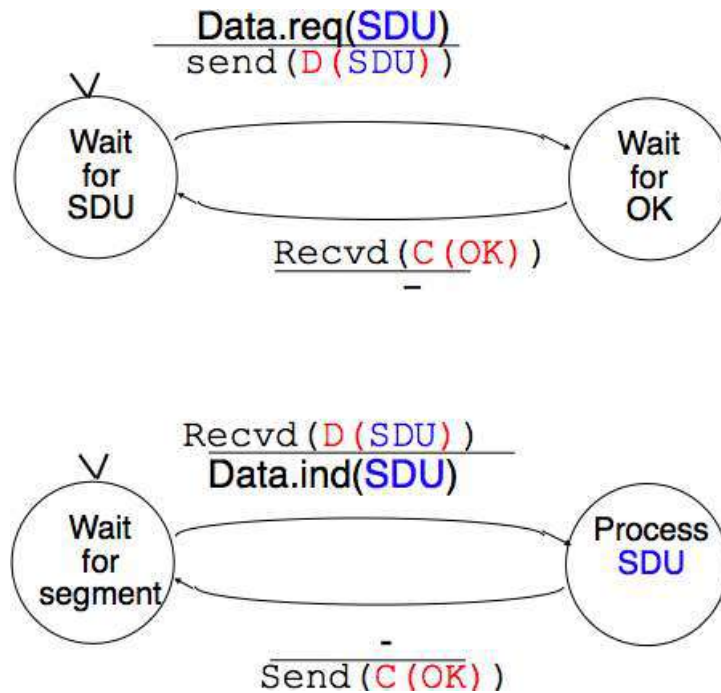 Data.req(SDU)
send(D(SDU))
Wait
for
SDU
Wait
for
OK
Recvd(C(OK))
-
Recvd(D(SDU))
Data.ind(SDU)
Wait
for
segment
Process
SDU
-
Send(C(OK))